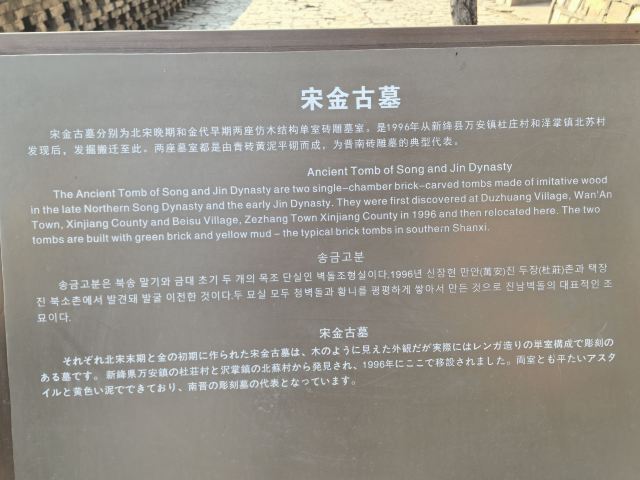 宋金古墓
宋金古墓分别为北宋晚期和金代早期两座仿木结构单室砖雕墓室。是1996年从新绛县万安镇杜庄村和泽掌镇北苏村
发现后，发掘搬迁至此。两座墓室都是由青砖黄泥平砌而成，为晋南砖雕墓的典型代表。
Ancient Tomb of Song and Jin Dynasty
The Ancient Tomb of Song and Jin Dynasty are two single-chamber brick-carved tombs made of imitative wood
in the late Northern Song Dynasty and the early Jin Dynasty. They were first discovered at Duzhuang Village, Wan'An
Town, Xinjiang County and Beisu Village, Zezhang Town Xinjiang County in 1996 and then relocated here. The two
tombs are built with green brick and yellow mud - the typical brick tombs in southern Shanxi.
송금고분
송금고분은 북송 말기와 금대 초기 두 개의 목조 단실인 벽돌조형실이다.1996년 신장현 만안(萬安)진 두장(杜莊)촌과 택장
진 북소촌에서 발견돼 발굴 이전한 것이다.두 묘실 모두 청벽돌과 황니를 평평하게 쌓아서 만든 것으로 진남벽돌의 대표적인 조
묘이다.
宋金古墓
それぞれ北宋末期と金の初期に作られた宋金古墓は、木のように見えた外観だが実際にはレンガ造りの単室構成で彫刻の
ある墓です。新絳県万安鎮の杜荘村と沢掌鎮の北蘇村から発見され、1996年にここで移設されました。両室とも平たいアスタ
イルと黄色い泥でできており、南晋の彫刻墓の代表となっています。